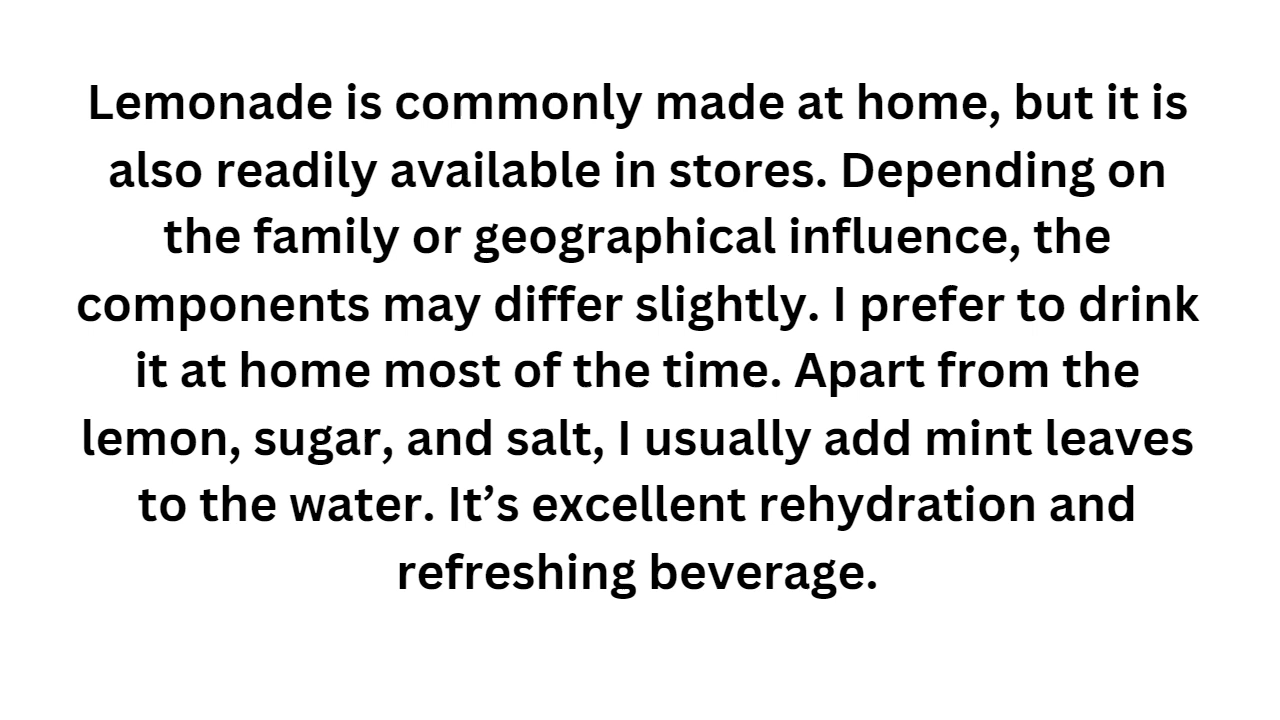 Lemonade is commonly made at home, but it is
also readily available in stores. Depending on
the family or geographical influence, the
components may differ slightly. I prefer to drink
it at home most of the time. Apart from the
lemon, sugar, and salt, I usually add mint leaves
to the water. It’s excellent rehydration and
refreshing beverage.